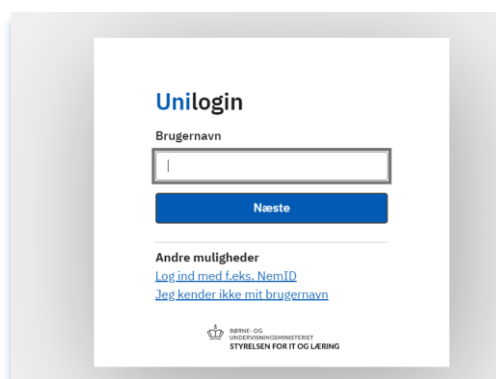 Unilogin
Brugernavn
Næste
Andre muligheder
Log ind med f.eks. NemID
Jeg kender ikke mit brugernavn
BØRNE- OG
UNDERVISNINGSMINISTERIET
STYRELSEN FOR IT OG LÆRING